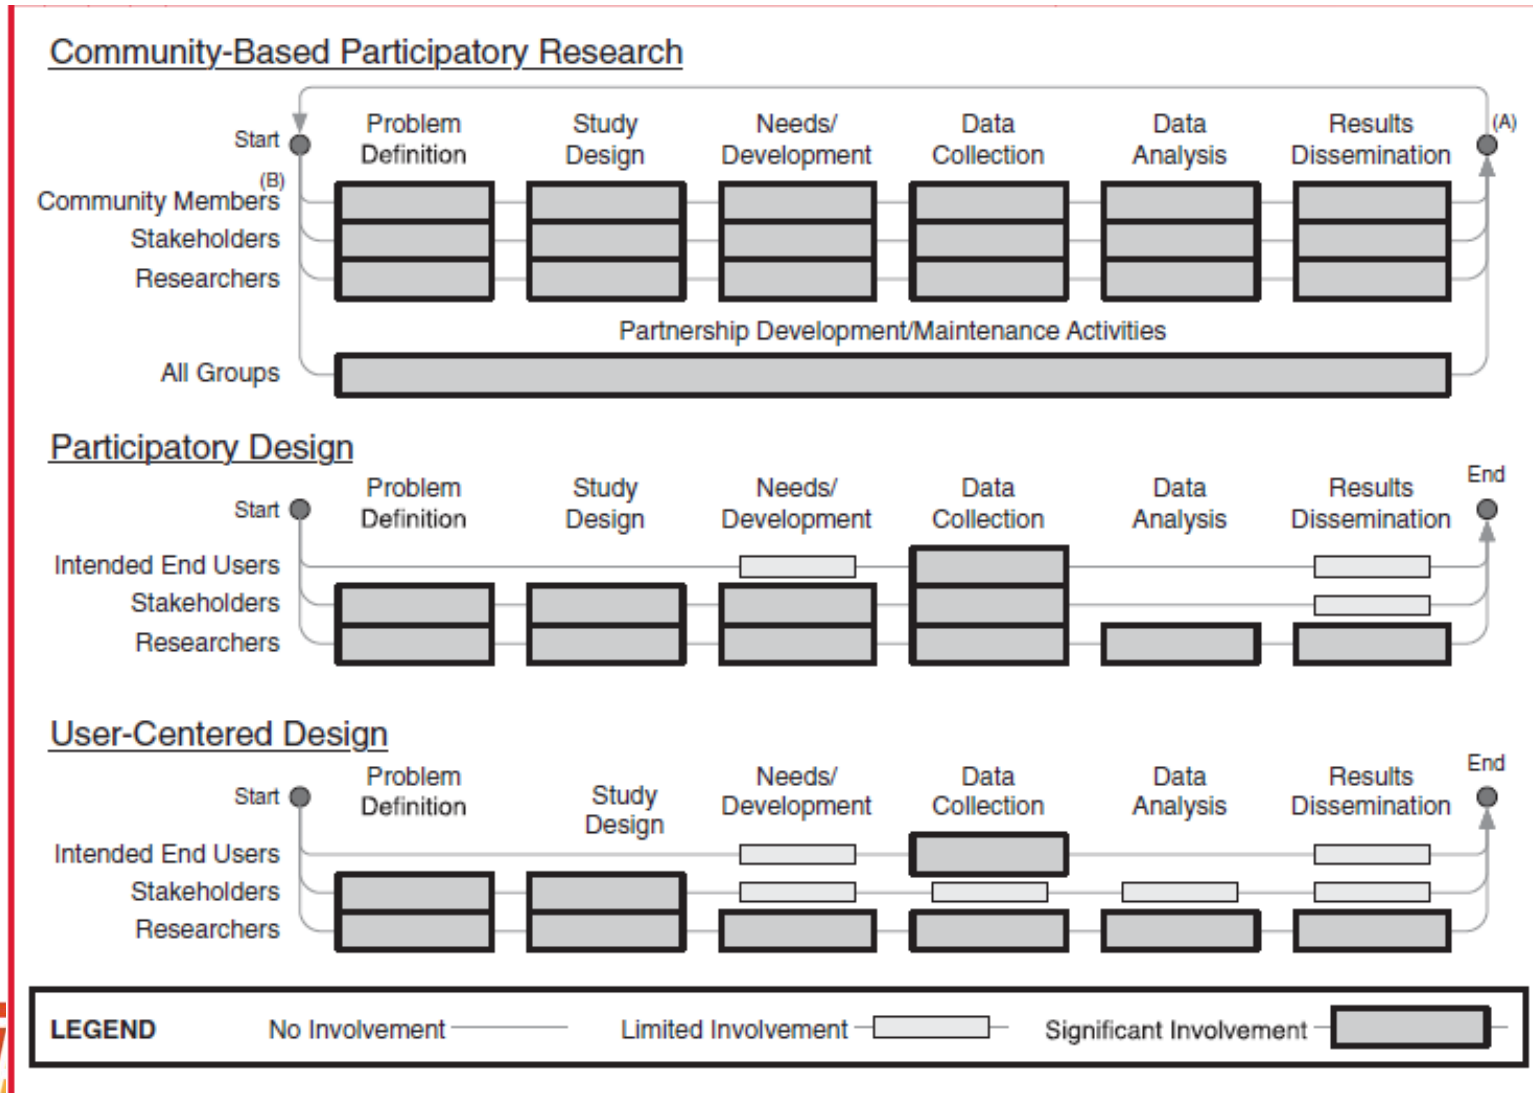 Community-Based Participatory Research
Problem Study Needs/ Data Data Results (A)
Start Definition Design Development Collection Analysis Dissemination
(B)
Community Members
Stakeholders
Researchers
Partnership Development/Maintenance Activities
All Groups
Participatory Design
Problem Study Needs/ Data Data Results End
Start Definition Design Development Collection Analysis Dissemination
Intended End Users
Stakeholders
Researchers
User-Centered Design
Problem Study Needs/ Data Data Results End
Start Definition Design Development Collection Analysis Dissemination
Intended End Users
Stakeholders
Researchers
LEGEND No Involvement Limited Involvement Significant Involvement